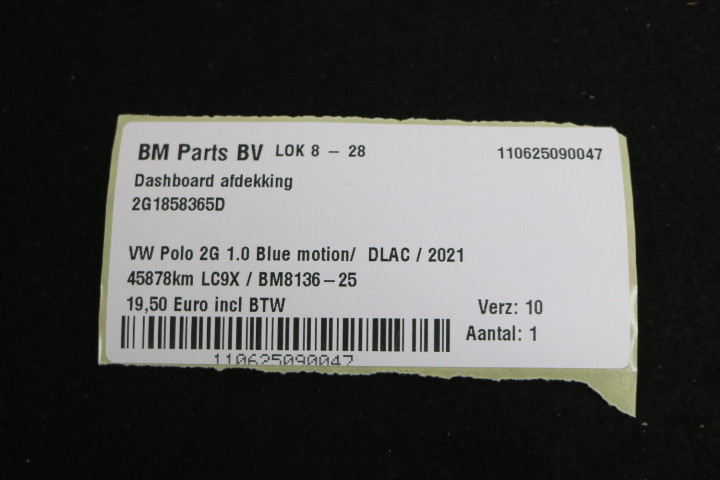 BM Parts BV LOK 8 – 28 110625090047
Dashboard afdekking
2G1858365D
VW Polo 2G 1.0 Blue motion/ DLAC / 2021
45878km LC9X / BM8136–25
19,50 Euro incl BTW Verz: 10
Aantal: 1
110625090047